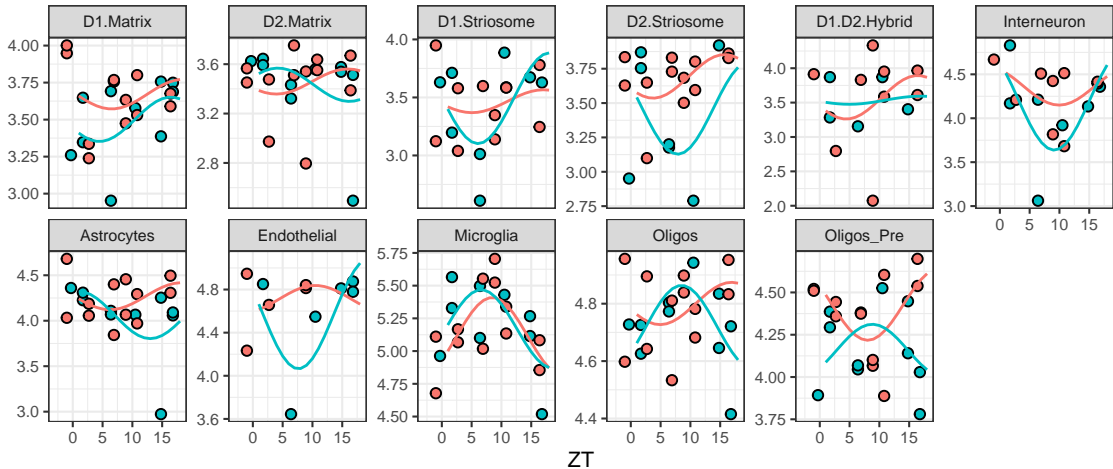 D1.Matrix
D2.Matrix
D1.Striosome
D2.Striosome
D1.D2.Hybrid
Interneuron
4.00
3.75
3.50
3.25
3.00
3.6
3.2
2.8
4.0
3.5
3.0
3.75
3.50
3.25
3.00
2.75
4.0
3.5
3.0
2.5
2.0
4.5
4.0
3.5
3.0
0 5 10 15
Astrocytes
Endothelial
Microglia
Oligos
Oligos_Pre
4.5
4.0
3.5
3.0
4.8
4.4
4.0
3.6
5.75
5.50
5.25
5.00
4.75
4.50
4.8
4.6
4.4
4.50
4.25
4.00
3.75
0 5 10 15
0 5 10 15
0 5 10 15
0 5 10 15
0 5 10 15
ZT